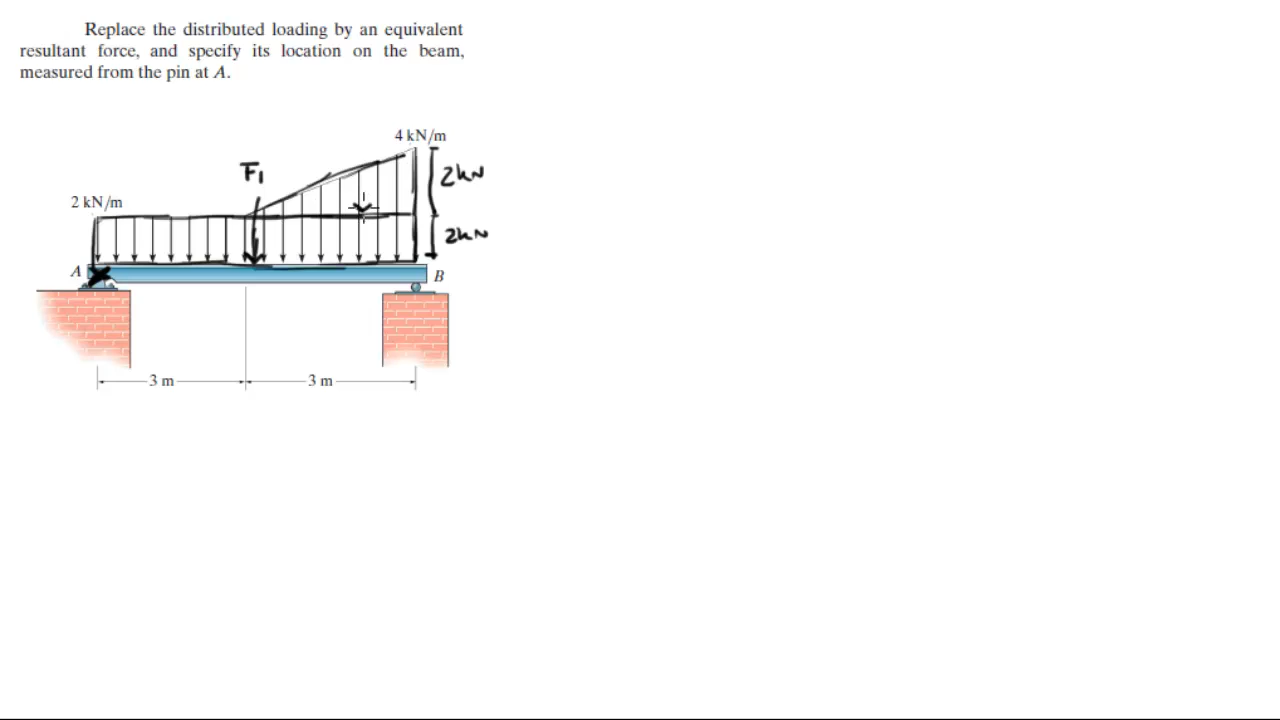 Replace the distributed loading by an equivalent
resultant force, and specify its location on the beam,
measured from the pin at A.
4 kN/m
F1
2kN
2 kN/m
2kN
A
B
3 m
3 m